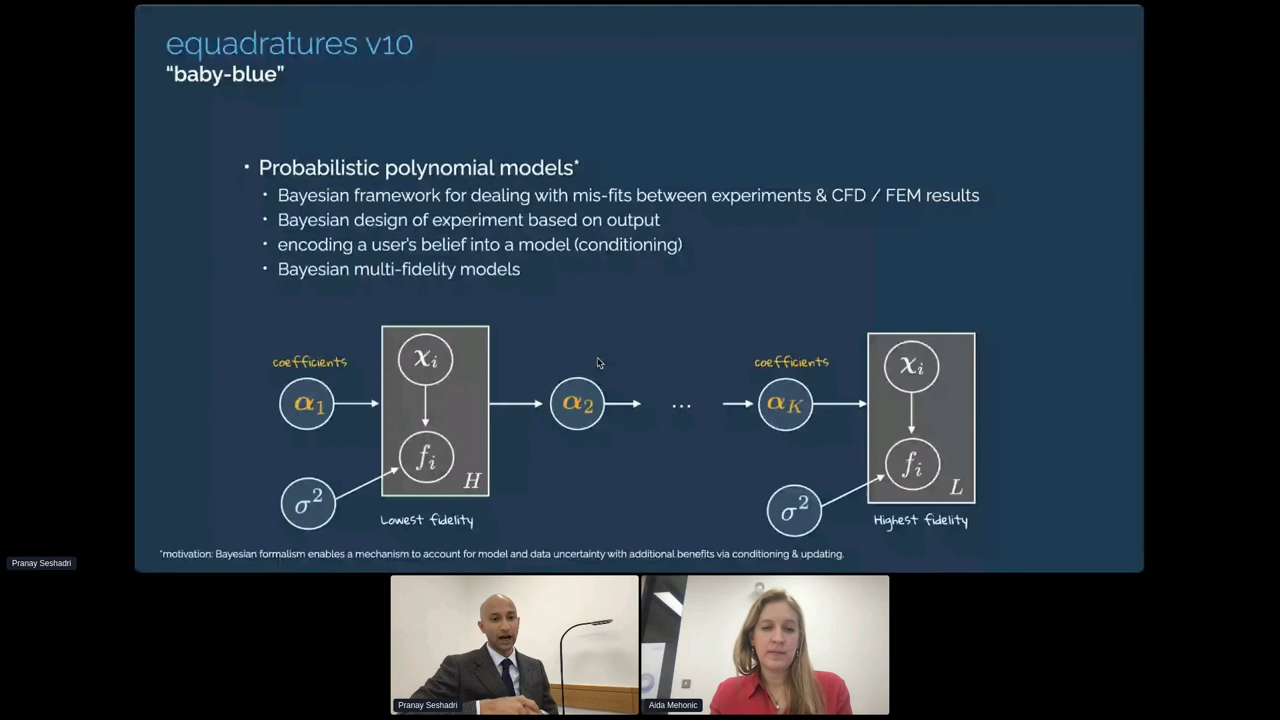 equadratures v10
“baby-blue”
• Probabilistic polynomial models*
• Bayesian framework for dealing with mis-fits between experiments & CFD / FEM results
• Bayesian design of experiment based on output
• encoding a user's belief into a model (conditioning)
• Bayesian multi-fidelity models
coefficients
α1
xi
fi
H
σ2
Lowest fidelity
α2
...
coefficients
αK
xi
fi
L
σ2
Highest fidelity
*motivation: Bayesian formalism enables a mechanism to account for model and data uncertainty with additional benefits via conditioning & updating.
Pranay Seshadri
Pranay Seshadri
Aida Mehonic